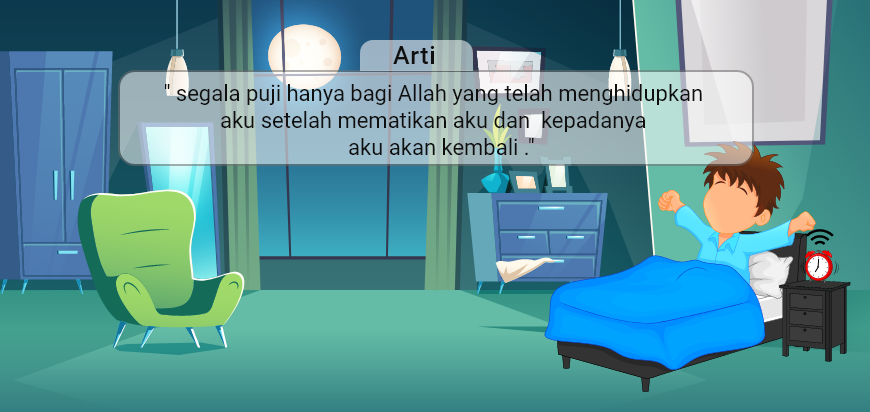 Arti
" segala puji hanya bagi Allah yang telah menghidupkan
aku setelah mematikan aku dan  kepadanya
aku akan kembali ."